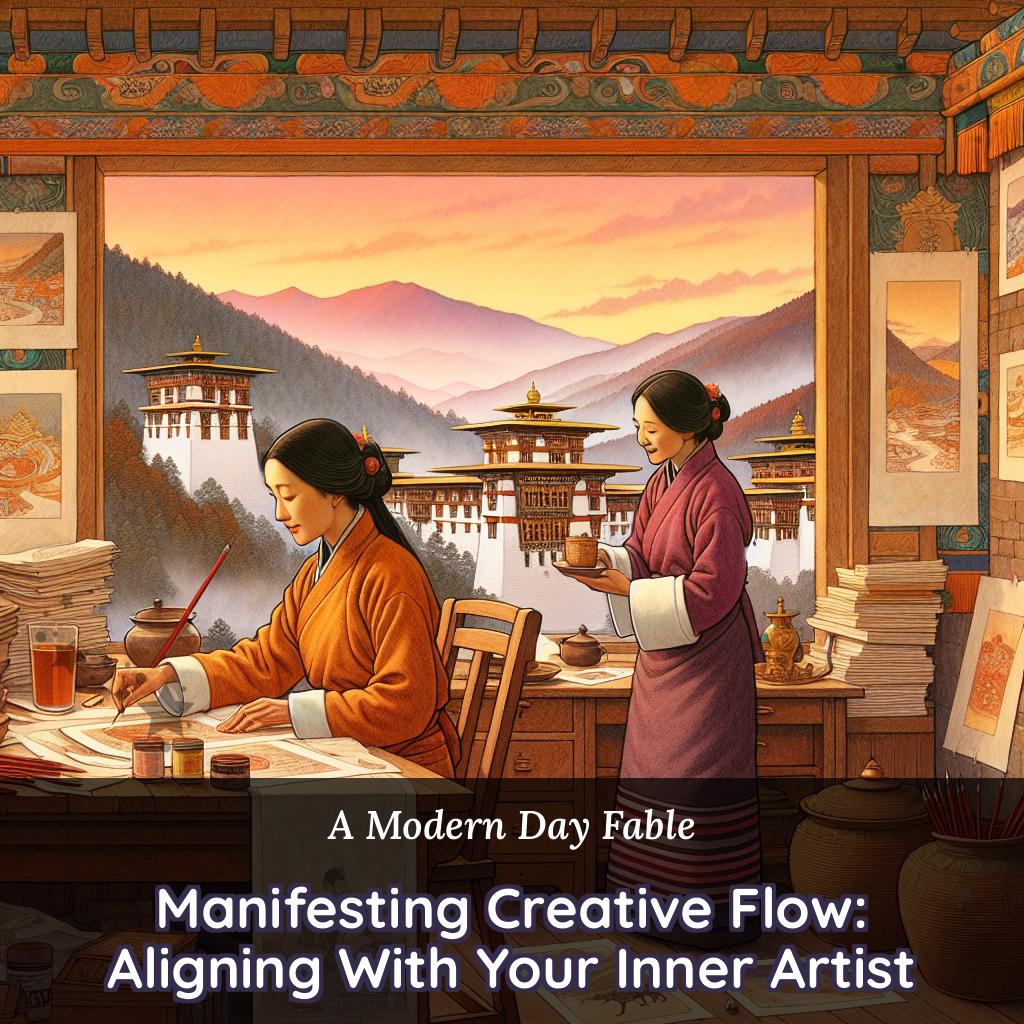 A Modern Day Fable
Manifesting Creative Flow:
Aligning With Your Inner Artist